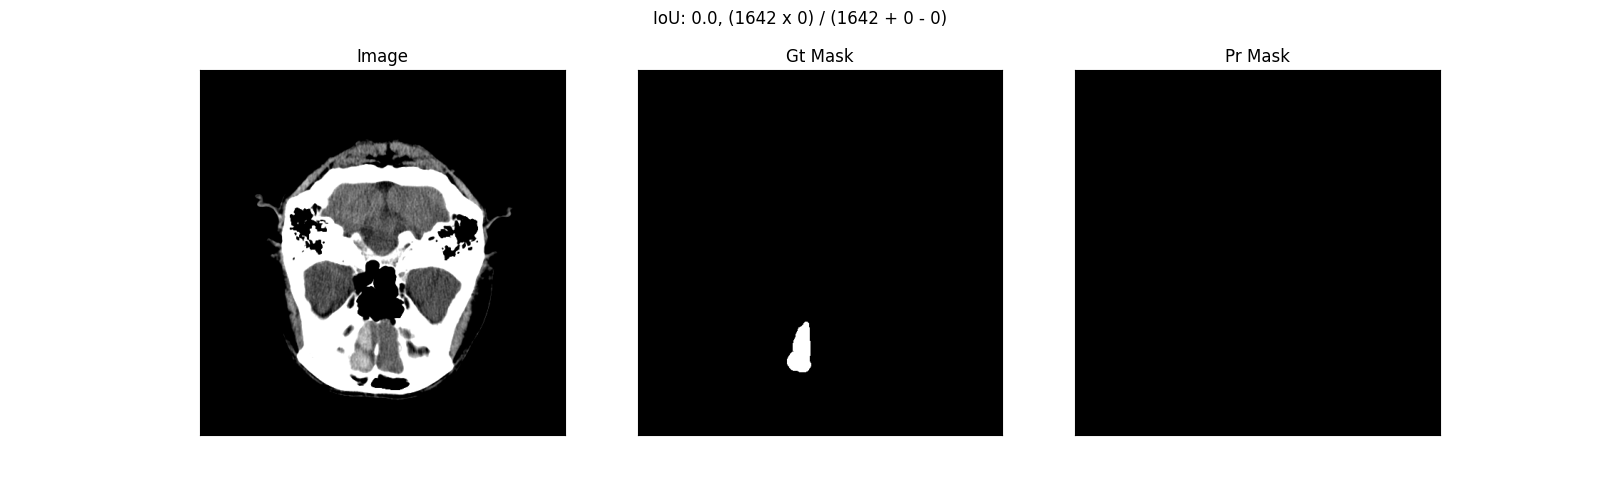 IoU: 0.0, (1642 x 0) / (1642 + 0 - 0)
Image
Gt Mask
Pr Mask